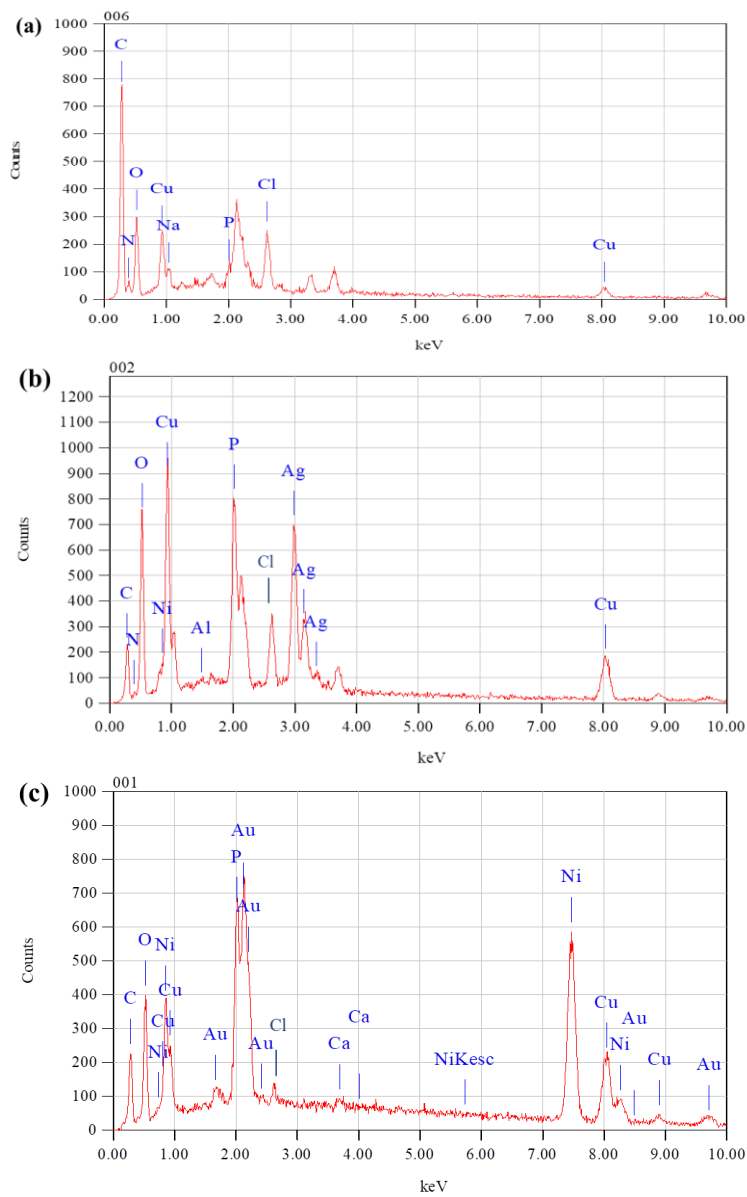 (a)
006
1000
900
800
700
600
500
400
300
200
100
0
Counts
C
N
O
Cu
Na
P
Cl
Cu
0.00 1.00 2.00 3.00 4.00 5.00 6.00 7.00 8.00 9.00 10.00
keV
(b)
002
1200
1100
1000
900
800
700
600
500
400
300
200
100
0
Counts
C
N
O
Ni
Cu
Al
P
Cl
Ag
Ag
Ag
Cu
0.00 1.00 2.00 3.00 4.00 5.00 6.00 7.00 8.00 9.00 10.00
keV
(c)
001
1000
900
800
700
600
500
400
300
200
100
0
Counts
C
O
Ni
Cu
Cu
Ni
Au
Au
P
Au
Au
Cl
Ca
Ca
NiKesc
Ni
Cu
Au
Ni
Cu
Au
0.00 1.00 2.00 3.00 4.00 5.00 6.00 7.00 8.00 9.00 10.00
keV